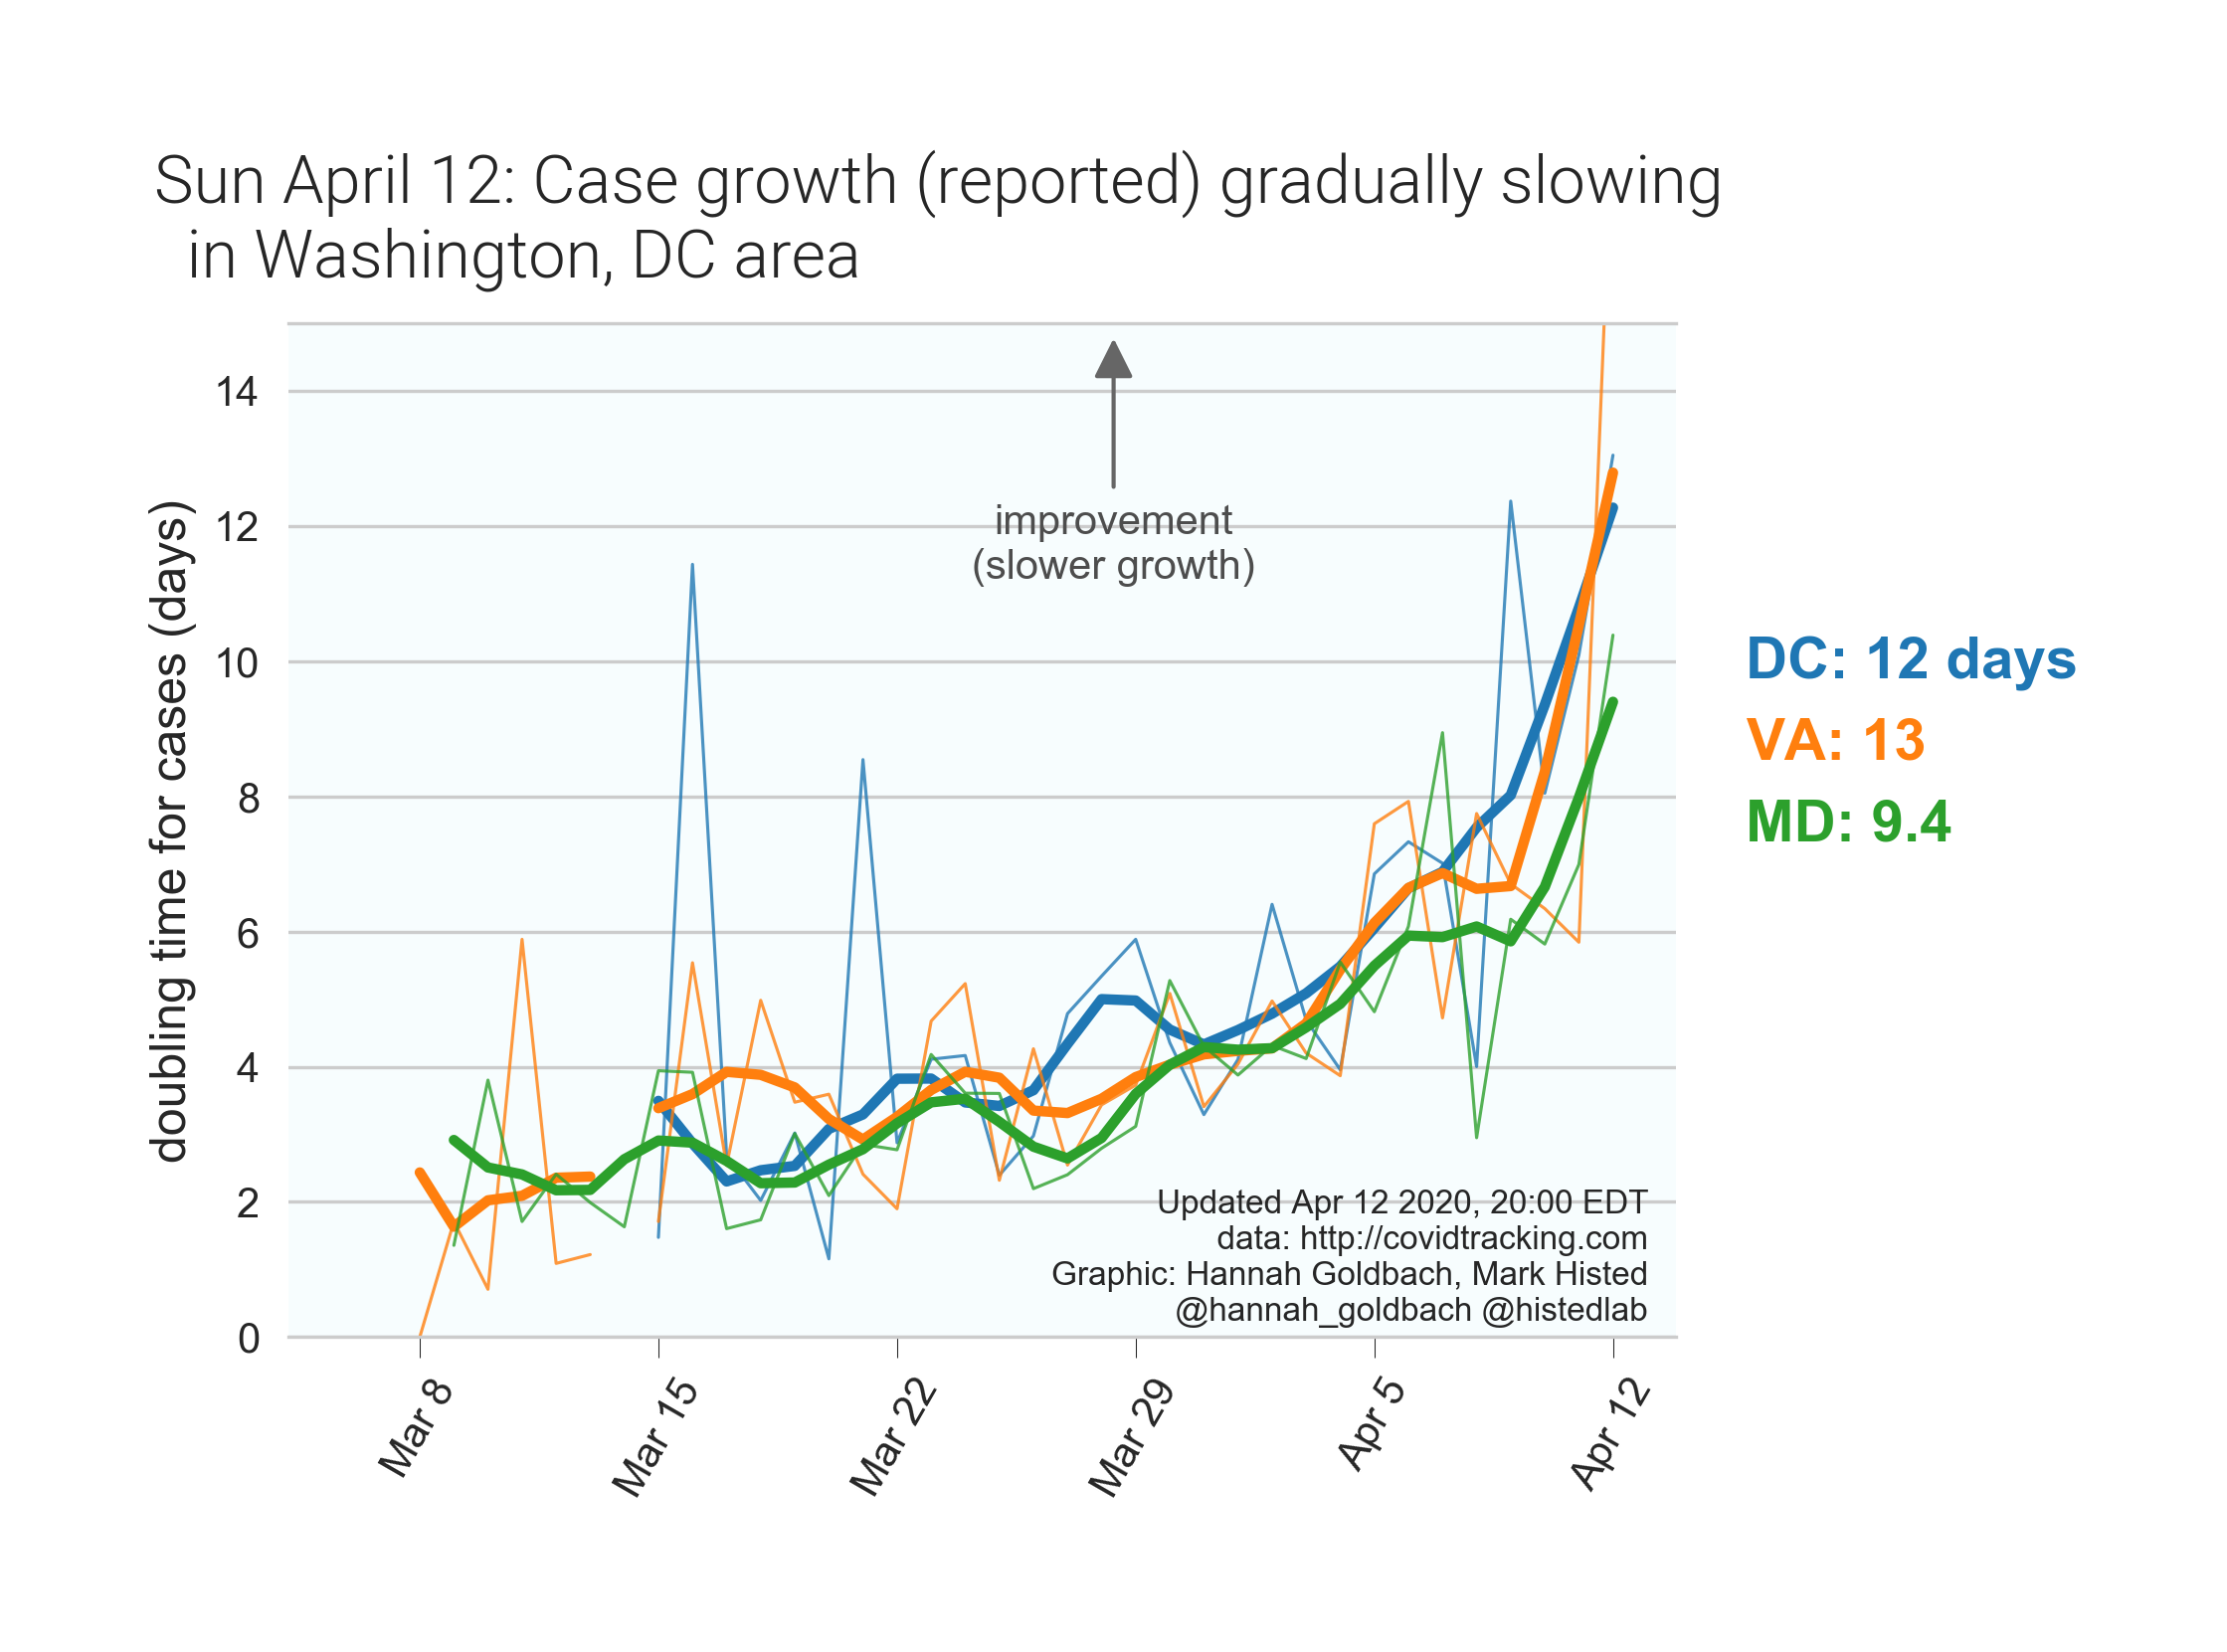 Sun April 12: Case growth (reported) gradually slowing
in Washington, DC area
doubling time for cases (days)
14
12
10
8
6
4
2
0
improvement
(slower growth)
DC: 12 days
VA: 13
MD: 9.4
Updated Apr 12 2020, 20:00 EDT
data: http://covidtracking.com
Graphic: Hannah Goldbach, Mark Histed
@hannah_goldbach @histedlab
Mar 8
Mar 15
Mar 22
Mar 29
Apr 5
Apr 12